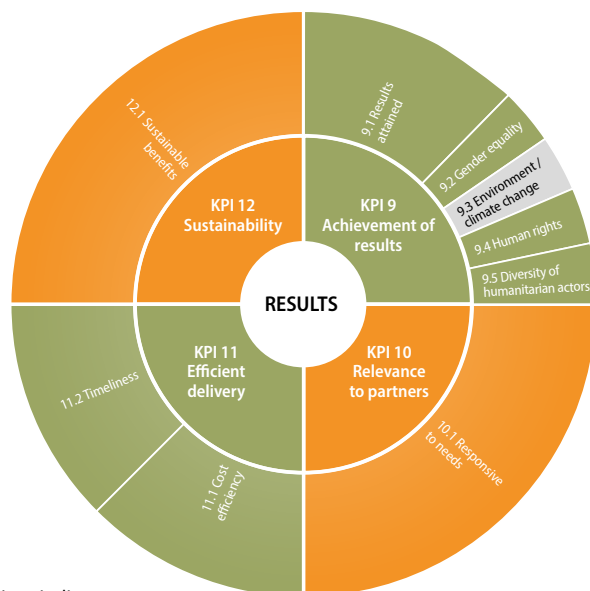 12.1 Sustainable
benefits
9.1 Results
attained
9.2 Gender equality
9.3 Environment /
climate change
9.4 Human rights
9.5 Diversity of
humanitarian actors
KPI 12
Sustainability
KPI 9
Achievement of
results
RESULTS
KPI 11
Efficient
delivery
KPI 10
Relevance
to partners
11.2 Timeliness
11.1 Cost
efficiency
10.1 Responsive
to needs